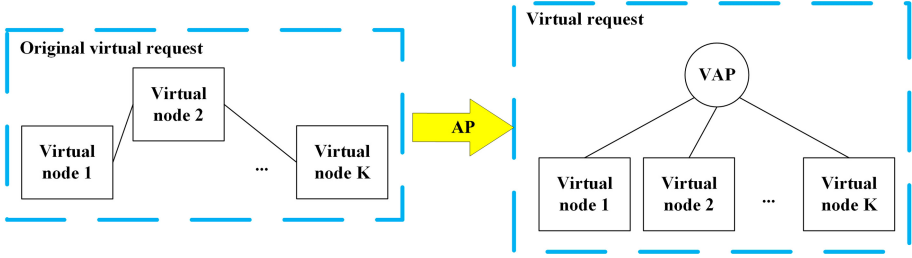 Original virtual request
Virtual
node 1
Virtual
node 2
...
Virtual
node K
AP
Virtual request
VAP
Virtual
node 1
Virtual
node 2
...
Virtual
node K